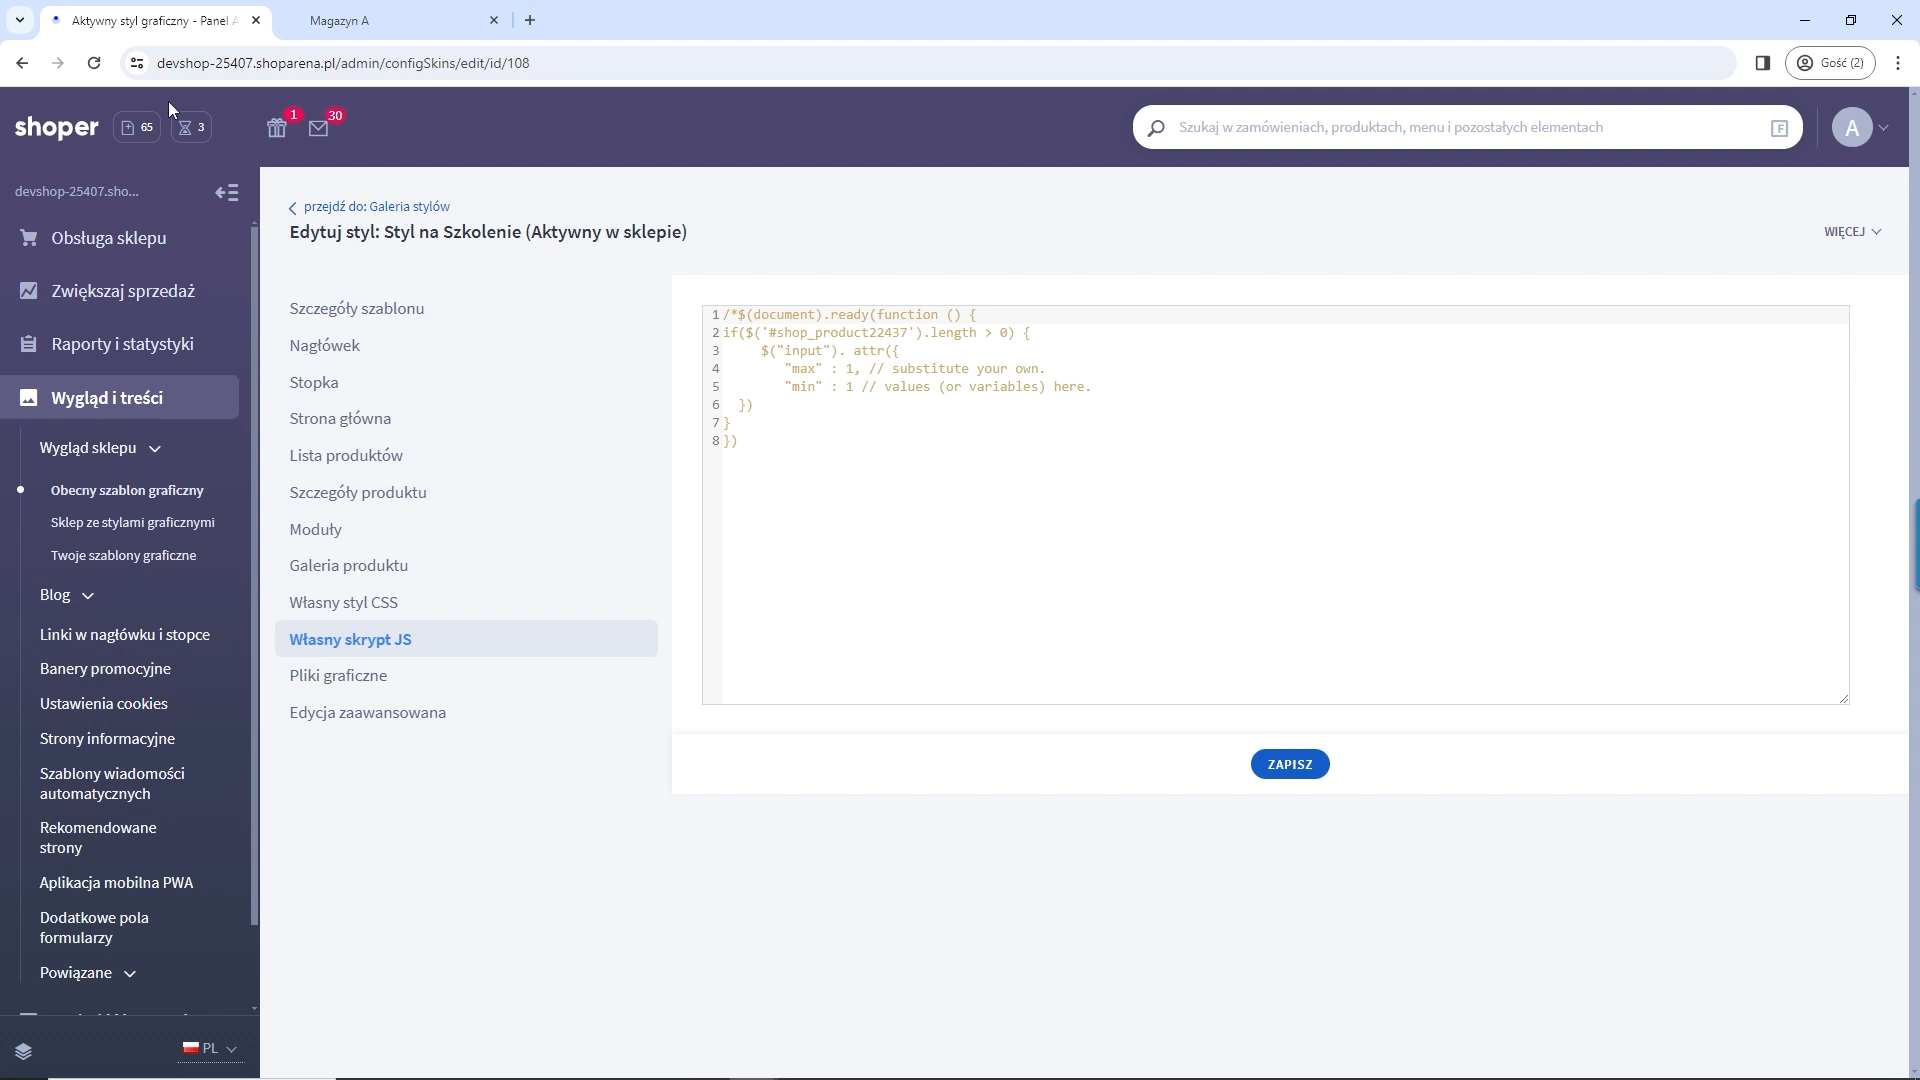 Aktywny styl graficzny - Panel
Magazyn A
devshop-25407.shoparena.pl/admin/configSkins/edit/id/108
Gość (2)
shoper
65
3
1
30
Szukaj w zamówieniach, produktach, menu i pozostałych elementach
F
A
devshop-25407.sho...
Obsługa sklepu
Zwiększaj sprzedaż
Raporty i statystyki
Wygląd i treści
Wygląd sklepu
Obecny szablon graficzny
Sklep ze stylami graficznymi
Twoje szablony graficzne
Blog
Linki w nagłówku i stopce
Banery promocyjne
Ustawienia cookies
Strony informacyjne
Szablony wiadomości
automatycznych
Rekomendowane
strony
Aplikacja mobilna PWA
Dodatkowe pola
formularzy
Powiązane
PL
przejdź do: Galeria stylów
Edytuj styl: Styl na Szkolenie (Aktywny w sklepie)
WIĘCEJ
Szczegóły szablonu
Nagłówek
Stopka
Strona główna
Lista produktów
Szczegóły produktu
Moduły
Galeria produktu
Własny styl CSS
Własny skrypt JS
Pliki graficzne
Edycja zaawansowana
1 /*$(document).ready(function () {
2 if($('#shop_product22437').length > 0) {
3      $("input"). attr({
4         "max" : 1, // substitute your own.
5         "min" : 1 // values (or variables) here.
6   })
7 }
8 })
ZAPISZ